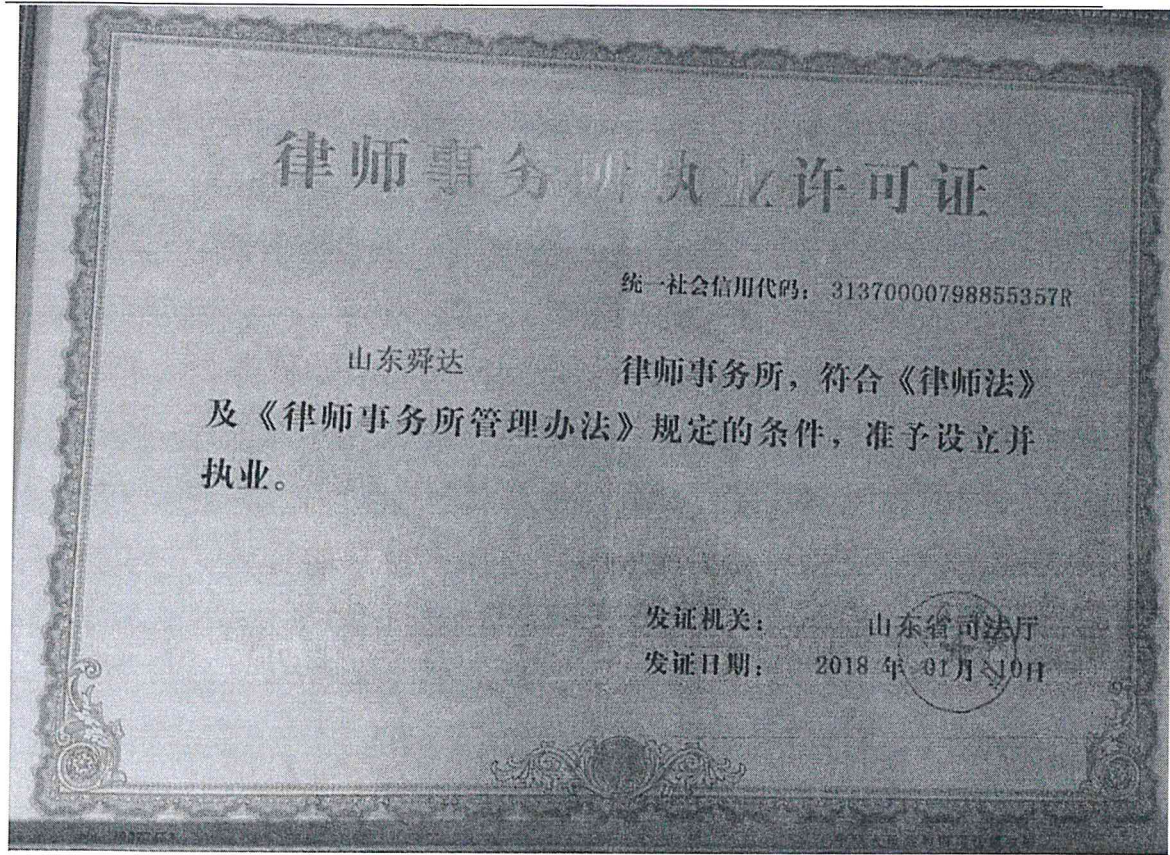 律师事务所执业许可证
统一社会信用代码：31370000798855357R
山东舜达 律师事务所，符合《律师法》
及《律师事务所管理办法》规定的条件，准予设立并
执业。
发证机关： 山东省司法厅
发证日期： 2018 年 01月 10日